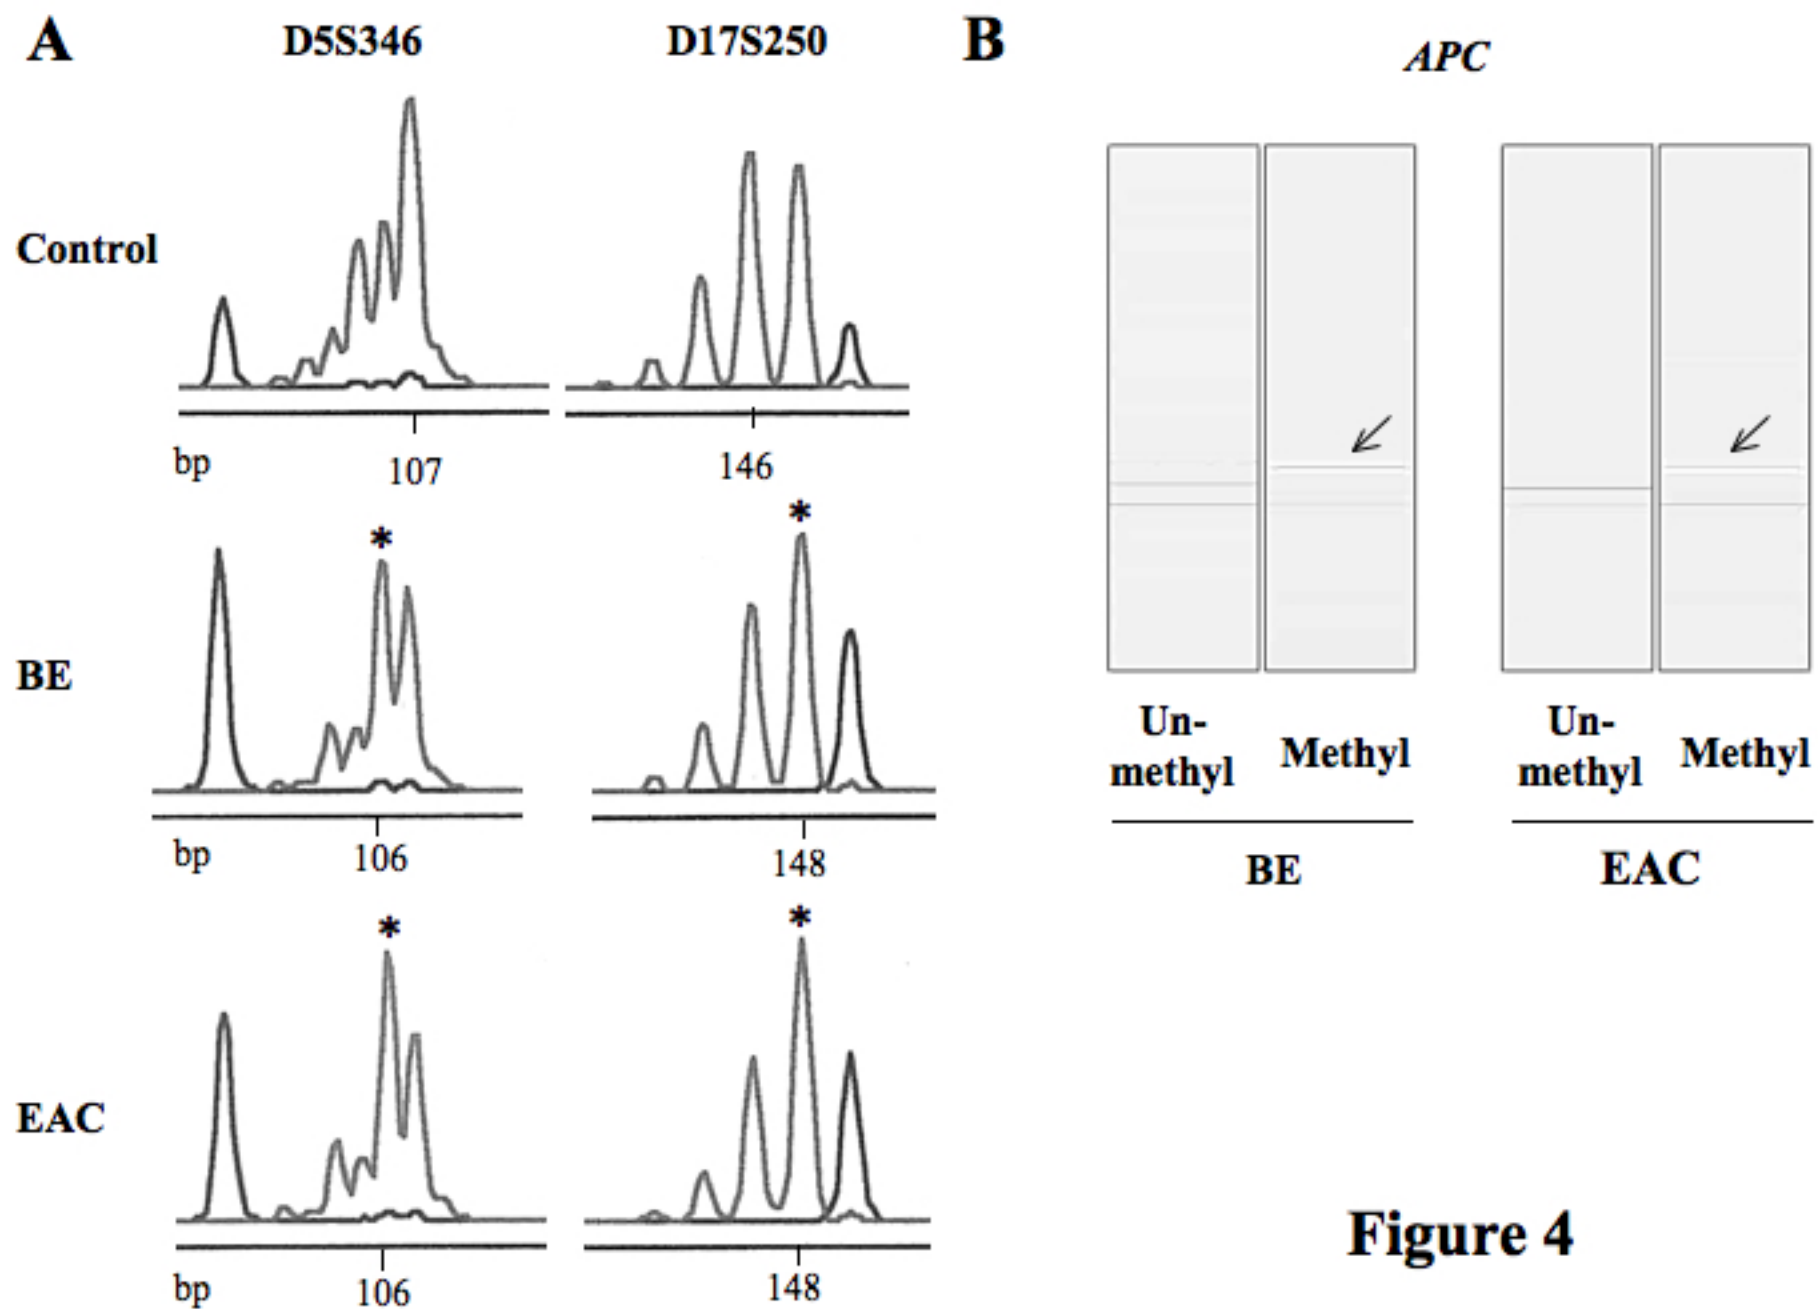 A
D5S346
D17S250
B
APC
Control
bp
107
146
*
*
BE
bp
106
148
*
*
EAC
bp
106
148
Un-
methyl
Methyl
Un-
methyl
Methyl
BE
EAC
Figure 4